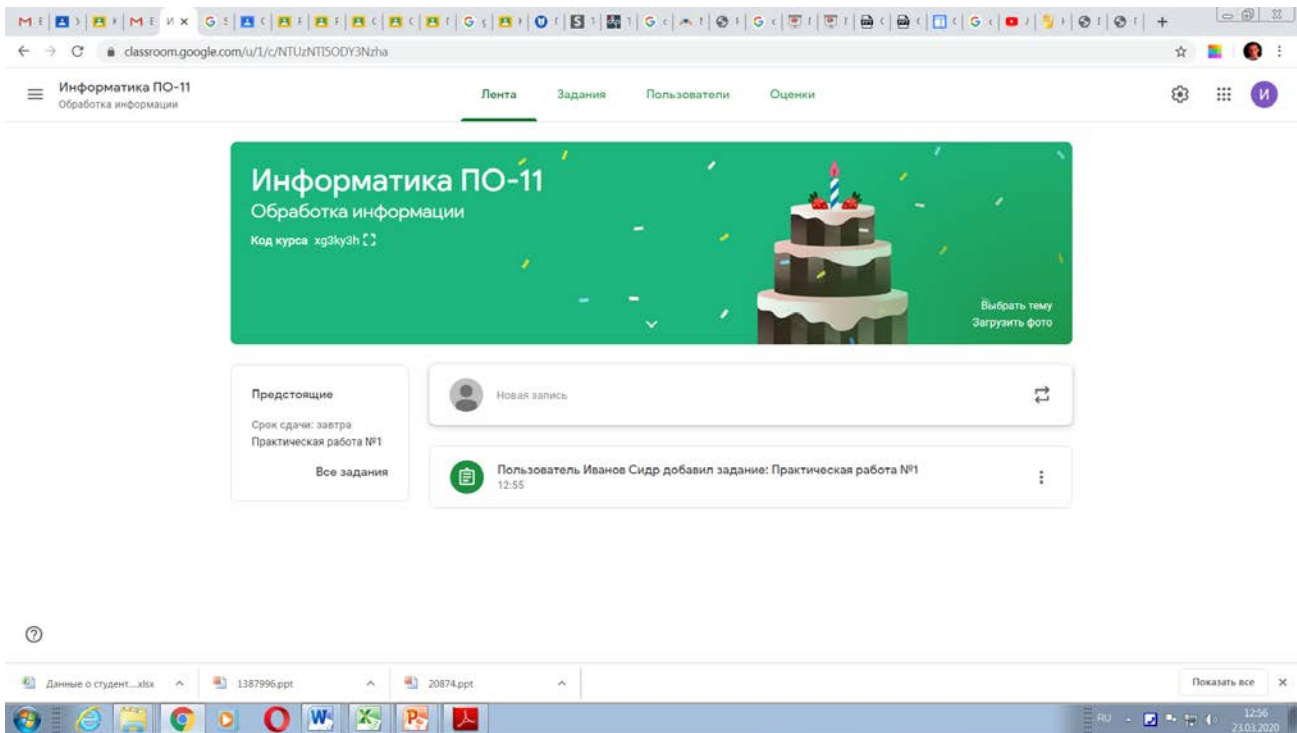 classroom.google.com/u/1/c/NTUzNTI5ODY3Nzha
Информатика ПО-11
Обработка информации
Лента Задания Пользователи Оценки
И
Информатика ПО-11
Обработка информации
Код курса xg3ky3h
Выбрать тему
Загрузить фото
Предстоящие
Срок сдачи: завтра
Практическая работа №1
Все задания
Новая запись
Пользователь Иванов Сидр добавил задание: Практическая работа №1
12:55
Данные о студент....xlsx
1387996.ppt
20874.ppt
Показать все
RU
12:56
23.03.2020